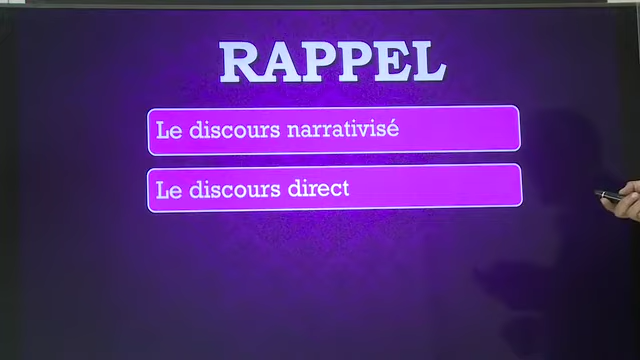 RAPPEL
Le discours narrativisé
Le discours direct